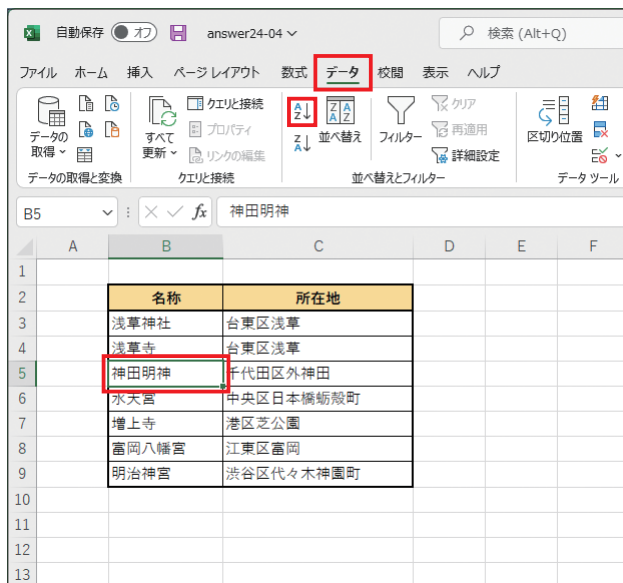 自動保存 オフ answer24-04 検索 (Alt+Q)
ファイル ホーム 挿入 ページ レイアウト 数式 データ 校閲 表示 ヘルプ
データの取得
すべて更新
クエリと接続
プロパティ
リンクの編集
並べ替え
フィルター
クリア
再適用
詳細設定
区切り位置
データの取得と変換 クエリと接続 並べ替えとフィルター データ ツール
B5 fx 神田明神
A B C D E F
1
2 名称 所在地
3 浅草神社 台東区浅草
4 浅草寺 台東区浅草
5 神田明神 千代田区外神田
6 水天宮 中央区日本橋蛎殻町
7 増上寺 港区芝公園
8 富岡八幡宮 江東区富岡
9 明治神宮 渋谷区代々木神園町
10
11
12
13